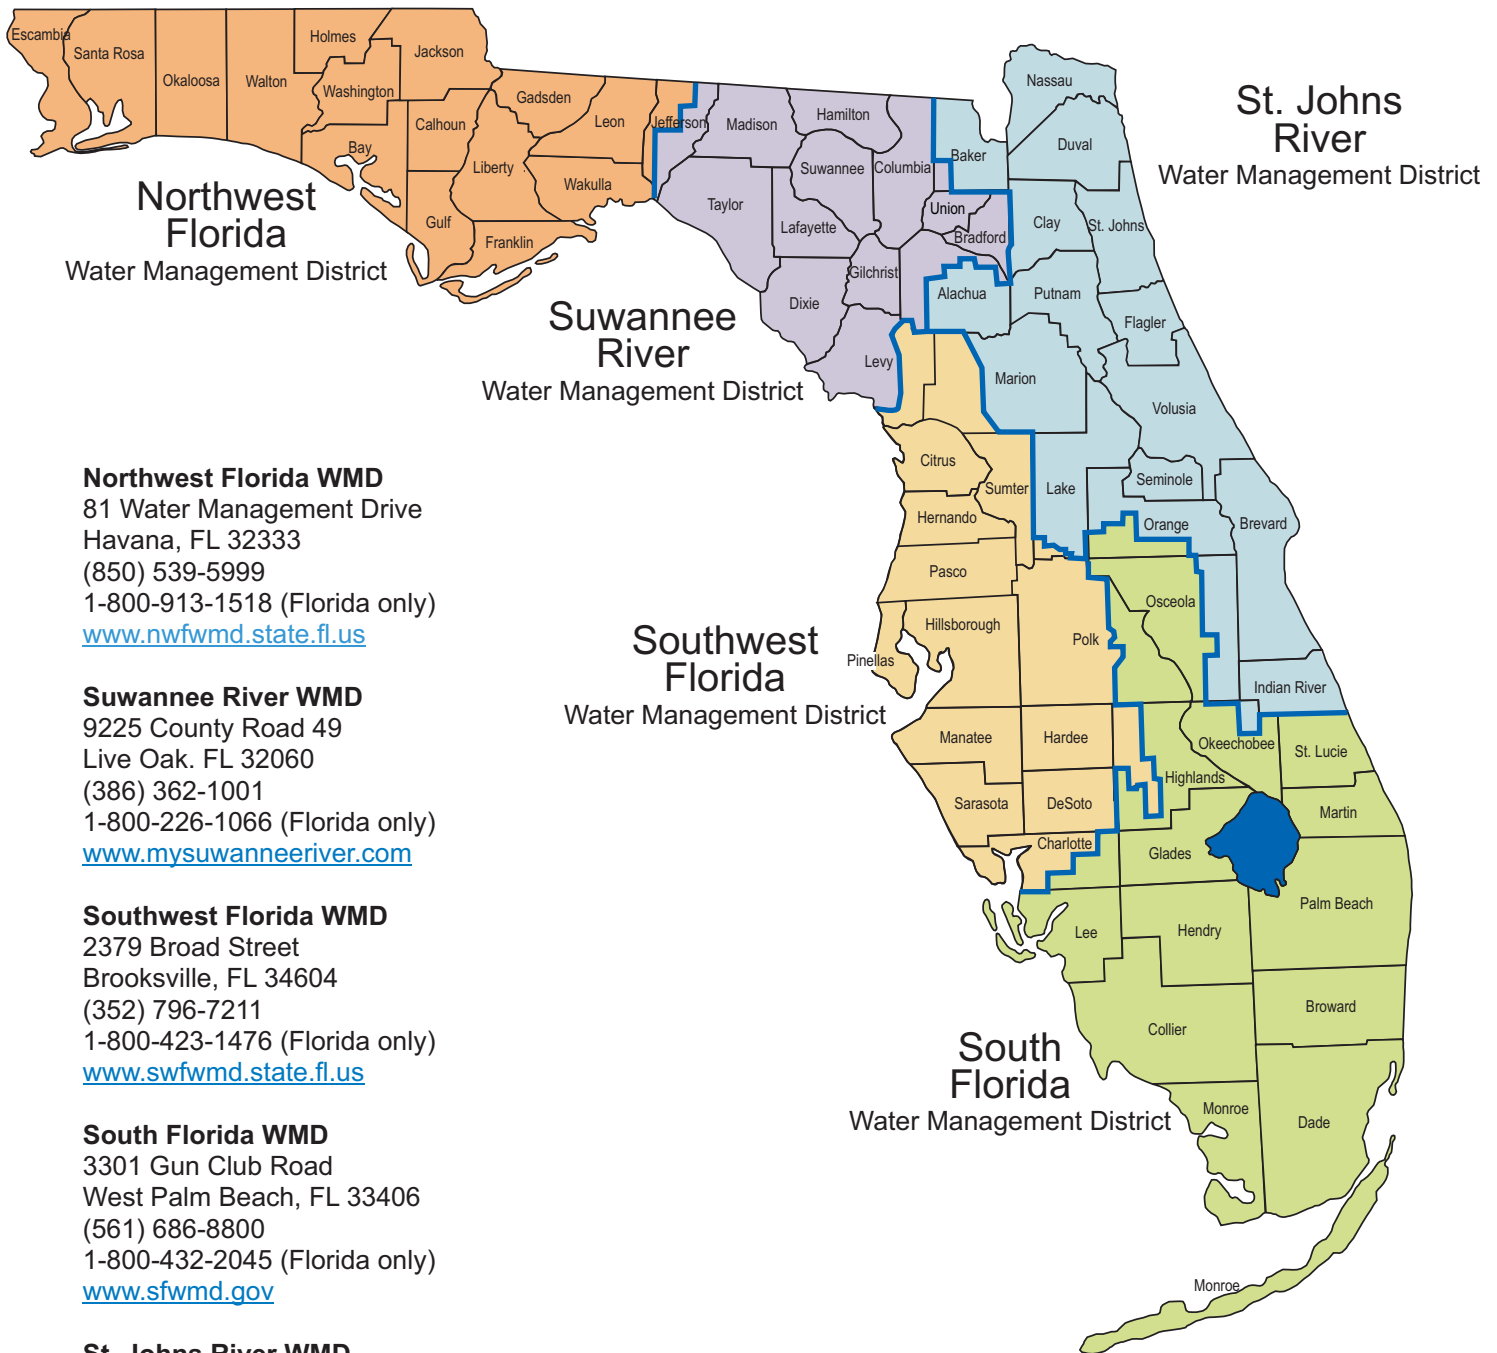 Escambia
Santa Rosa
Okaloosa
Walton
Holmes
Washington
Jackson
Bay
Calhoun
Gulf
Liberty
Gadsden
Franklin
Leon
Wakulla
Jefferson
Madison
Taylor
Hamilton
Suwannee
Lafayette
Dixie
Columbia
Gilchrist
Levy
Union
Bradford
Alachua
Baker
Nassau
Duval
Clay
St. Johns
Putnam
Flagler
Marion
Volusia
Citrus
Sumter
Lake
Seminole
Hernando
Orange
Brevard
Pasco
Osceola
Hillsborough
Polk
Pinellas
Indian River
Manatee
Hardee
Okeechobee
St. Lucie
Highlands
Sarasota
DeSoto
Martin
Charlotte
Glades
Palm Beach
Lee
Hendry
Broward
Collier
Monroe
Dade
Monroe
Northwest
Florida
Water Management District
Suwannee
River
Water Management District
St. Johns
River
Water Management District
Southwest
Florida
Water Management District
South
Florida
Water Management District
Northwest Florida WMD
81 Water Management Drive
Havana, FL 32333
(850) 539-5999
1-800-913-1518 (Florida only)
www.nwfwmd.state.fl.us
Suwannee River WMD
9225 County Road 49
Live Oak. FL 32060
(386) 362-1001
1-800-226-1066 (Florida only)
www.mysuwanneeriver.com
Southwest Florida WMD
2379 Broad Street
Brooksville, FL 34604
(352) 796-7211
1-800-423-1476 (Florida only)
www.swfwmd.state.fl.us
South Florida WMD
3301 Gun Club Road
West Palm Beach, FL 33406
(561) 686-8800
1-800-432-2045 (Florida only)
www.sfwmd.gov
St. Johns River WMD